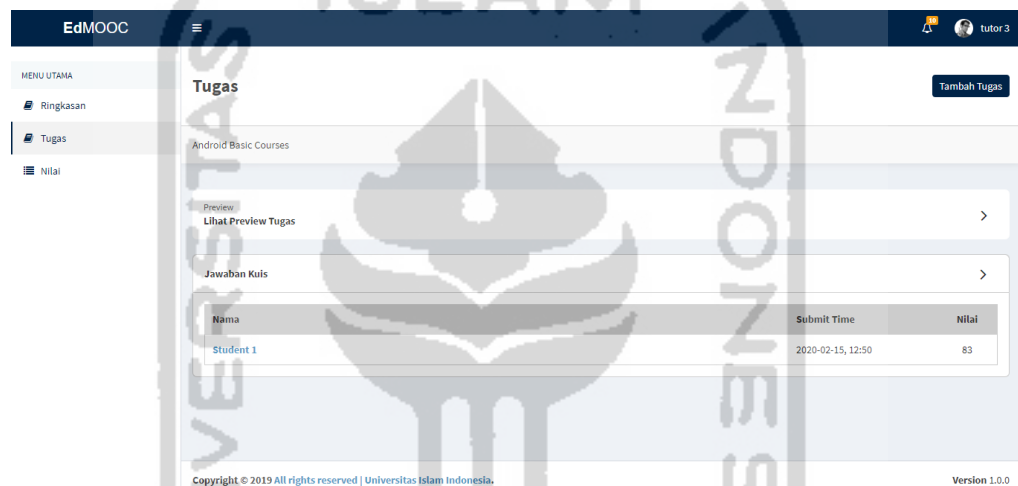 EdMOOC
10
tutor 3
MENU UTAMA
Ringkasan
Tugas
Nilai
Tugas
Tambah Tugas
Android Basic Courses
Preview
Lihat Preview Tugas
Jawaban Kuis
Nama Submit Time Nilai
Student 1 2020-02-15, 12:50 83
Copyright © 2019 All rights reserved | Universitas Islam Indonesia. Version 1.0.0